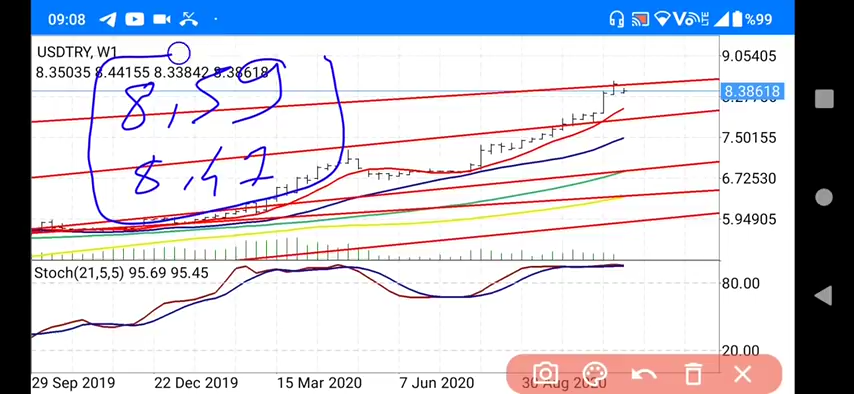 09:08
%99
USDTRY, W1
8.35035 8.44155 8.33842 8.38618
8,59
8,47
9.05405
8.38618
7.50155
6.72530
5.94905
Stoch(21,5,5) 95.69 95.45
80.00
20.00
29 Sep 2019
22 Dec 2019
15 Mar 2020
7 Jun 2020
30 Aug 2020